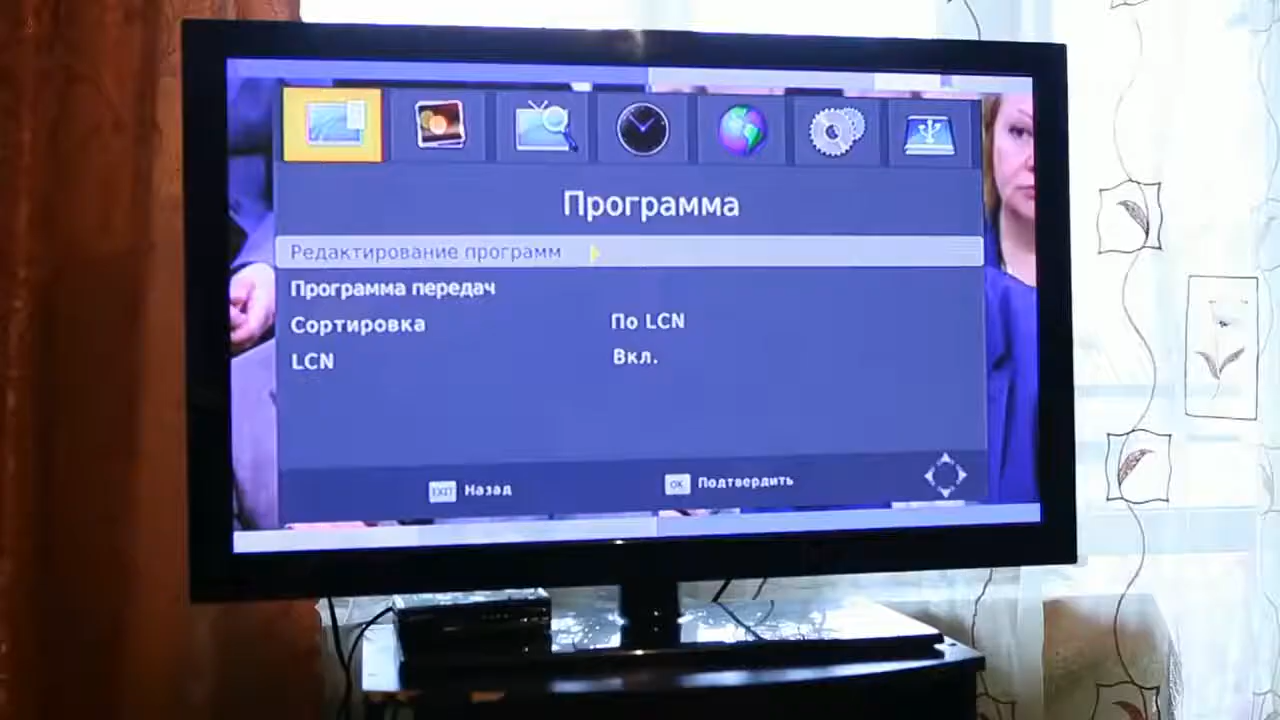 Программа
Редактирование программ
Программа передач
Сортировка По LCN
LCN Вкл.
EXIT Назад OK Подтвердить